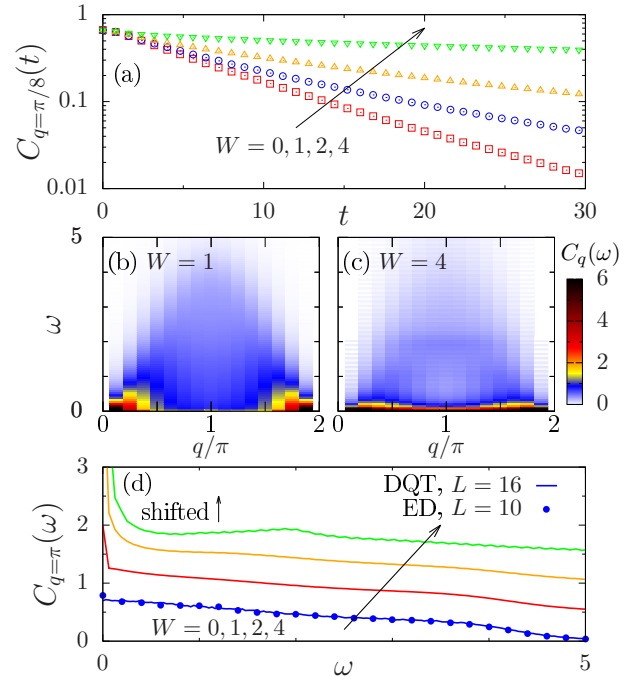 1
0.1
0.01
C_{q=π/8}(t)
(a)
W = 0, 1, 2, 4
0 10 20 30
t
5
0
ω
(b) W = 1
(c) W = 4
C_q(ω)
6
4
2
0
0 1 2
q/π
0 1 2
q/π
3
2
1
0
C_{q=π}(ω)
(d)
shifted ↑
DQT, L = 16
ED, L = 10
W = 0, 1, 2, 4
0 5
ω